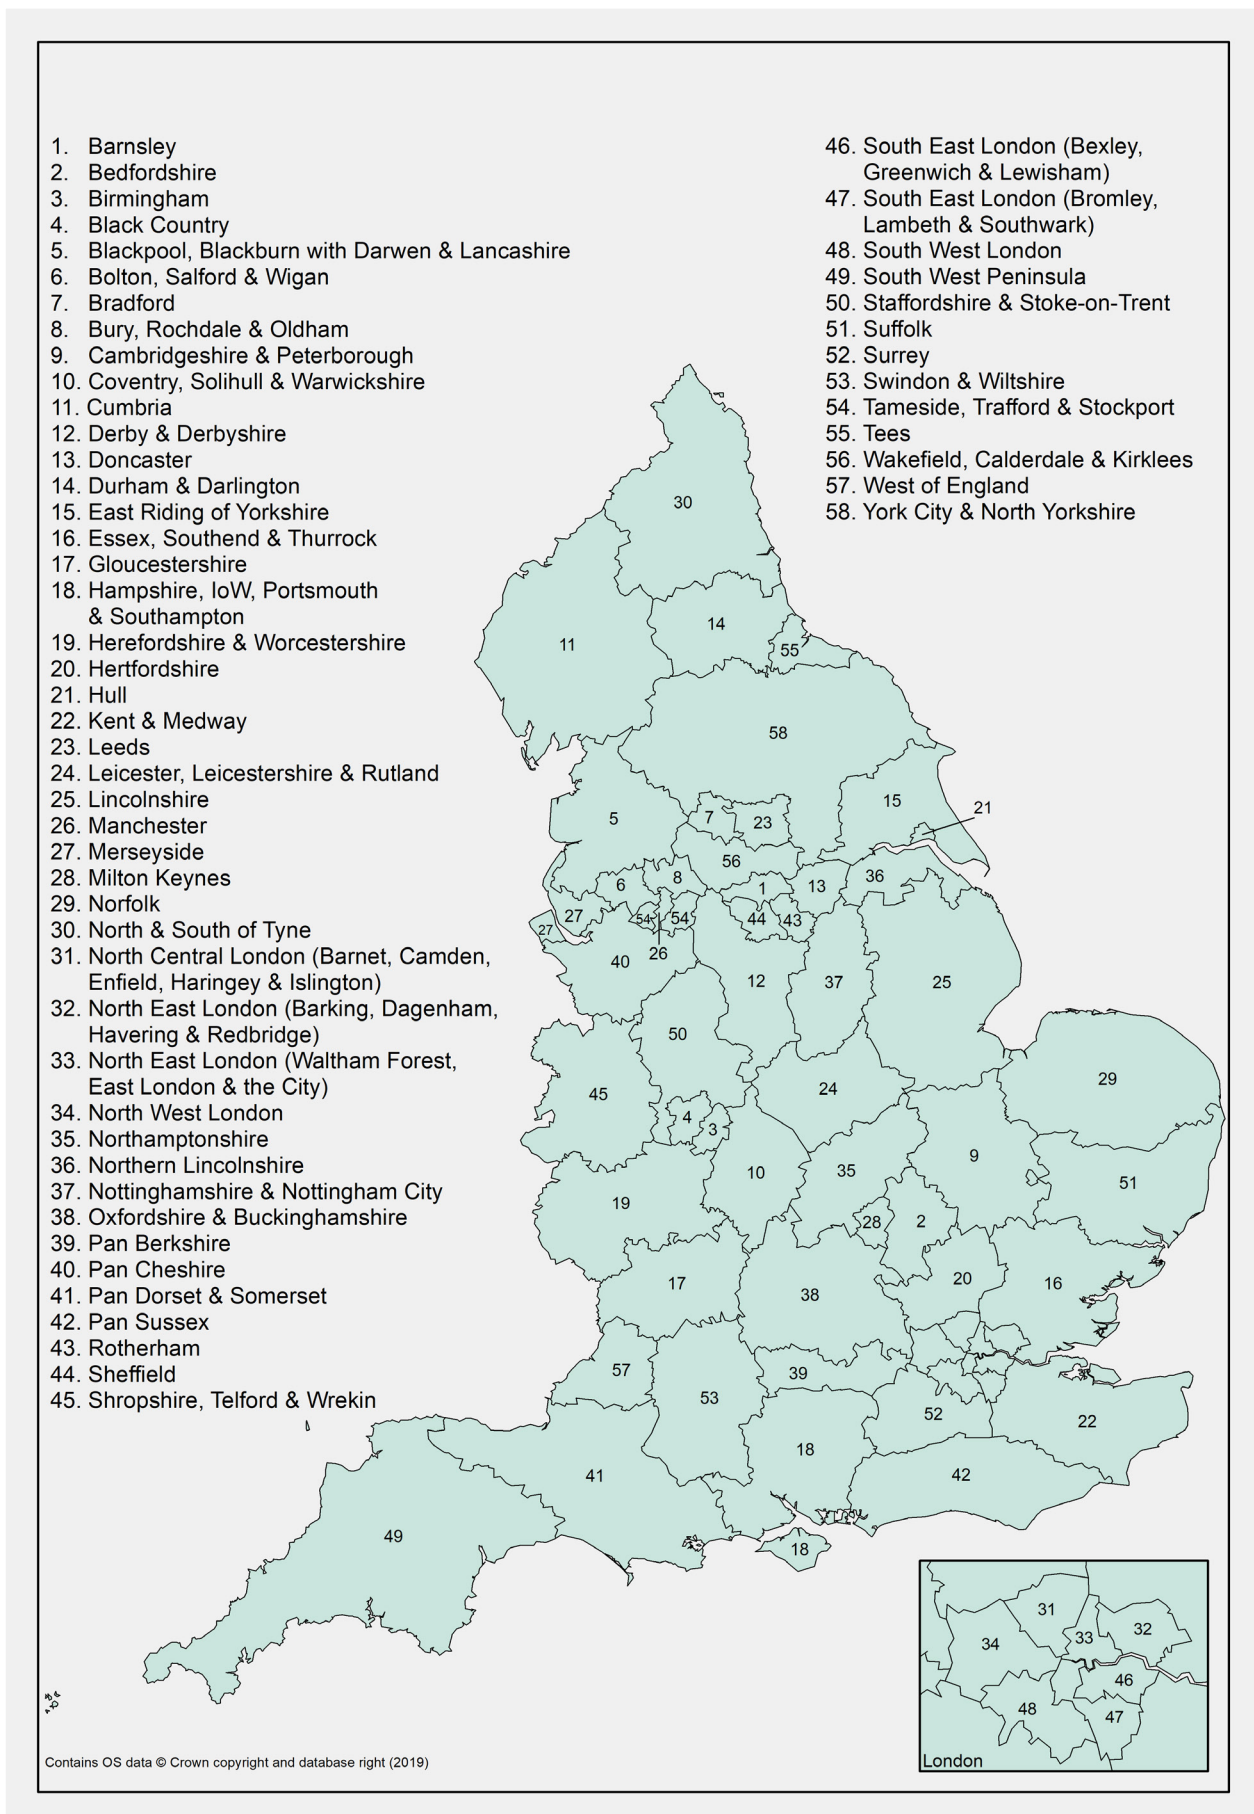 1. Barnsley
2. Bedfordshire
3. Birmingham
4. Black Country
5. Blackpool, Blackburn with Darwen & Lancashire
6. Bolton, Salford & Wigan
7. Bradford
8. Bury, Rochdale & Oldham
9. Cambridgeshire & Peterborough
10. Coventry, Solihull & Warwickshire
11. Cumbria
12. Derby & Derbyshire
13. Doncaster
14. Durham & Darlington
15. East Riding of Yorkshire
16. Essex, Southend & Thurrock
17. Gloucestershire
18. Hampshire, IoW, Portsmouth
& Southampton
19. Herefordshire & Worcestershire
20. Hertfordshire
21. Hull
22. Kent & Medway
23. Leeds
24. Leicester, Leicestershire & Rutland
25. Lincolnshire
26. Manchester
27. Merseyside
28. Milton Keynes
29. Norfolk
30. North & South of Tyne
31. North Central London (Barnet, Camden,
Enfield, Haringey & Islington)
32. North East London (Barking, Dagenham,
Havering & Redbridge)
33. North East London (Waltham Forest,
East London & the City)
34. North West London
35. Northamptonshire
36. Northern Lincolnshire
37. Nottinghamshire & Nottingham City
38. Oxfordshire & Buckinghamshire
39. Pan Berkshire
40. Pan Cheshire
41. Pan Dorset & Somerset
42. Pan Sussex
43. Rotherham
44. Sheffield
45. Shropshire, Telford & Wrekin
46. South East London (Bexley,
Greenwich & Lewisham)
47. South East London (Bromley,
Lambeth & Southwark)
48. South West London
49. South West Peninsula
50. Staffordshire & Stoke-on-Trent
51. Suffolk
52. Surrey
53. Swindon & Wiltshire
54. Tameside, Trafford & Stockport
55. Tees
56. Wakefield, Calderdale & Kirklees
57. West of England
58. York City & North Yorkshire
30
14
11
55
58
15
21
5
7
23
56
6
8
1
13
36
27
54
54
44
43
27
26
40
12
37
25
50
29
45
24
4
3
9
10
35
51
19
28
2
17
38
20
16
57
39
53
52
22
18
41
42
49
18
31
32
33
34
46
48
47
London
Contains OS data © Crown copyright and database right (2019)